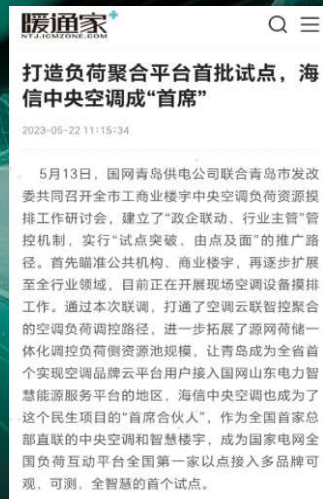 暖通家
NTJ.ICMZONE.COM
打造负荷聚合平台首批试点，海
信中央空调成“首席”
2023-05-22 11:15:34
5月13日，国网青岛供电公司联合青岛市发改
委共同召开全市工商业楼宇中央空调负荷资源摸
排工作研讨会，建立了“政企联动、行业主管”管
控机制，实行“试点突破、由点及面”的推广路
径。首先瞄准公共机构、商业楼宇，再逐步扩展
至全行业领域，目前正在开展现场空调设备摸排
工作。通过本次联调，打通了空调云联智控聚合
的空调负荷调控路径，进一步拓展了源网荷储一
体化调控负荷侧资源池规模，让青岛成为全省首
个实现空调品牌云平台用户接入国网山东电力智
慧能源服务平台的地区，海信中央空调也成为了
这个民生项目的“首席合伙人”，作为全国首家总
部直联的中央空调和智慧楼宇，成为国家电网全
国负荷互动平台全国第一家以点接入多品牌可
观、可测、全智慧的首个试点。